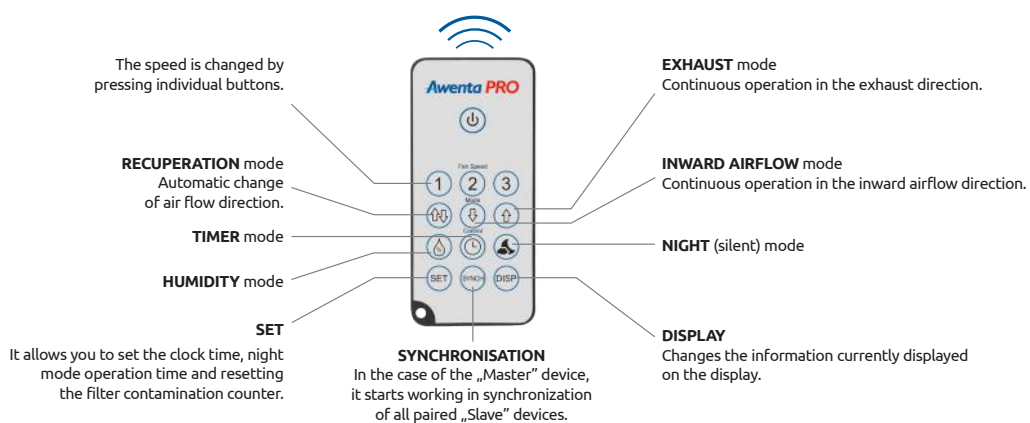 The speed is changed by
pressing individual buttons.
RECUPERATION mode
Automatic change
of air flow direction.
TIMER mode
HUMIDITY mode
SET
It allows you to set the clock time, night
mode operation time and resetting
the filter contamination counter.
Awenta PRO
Fan Speed
1 2 3
Mode
Control
%
SET SYNCH DISP
SYNCHRONISATION
In the case of the „Master” device,
it starts working in synchronization
of all paired „Slave” devices.
EXHAUST mode
Continuous operation in the exhaust direction.
INWARD AIRFLOW mode
Continuous operation in the inward airflow direction.
NIGHT (silent) mode
DISPLAY
Changes the information currently displayed
on the display.